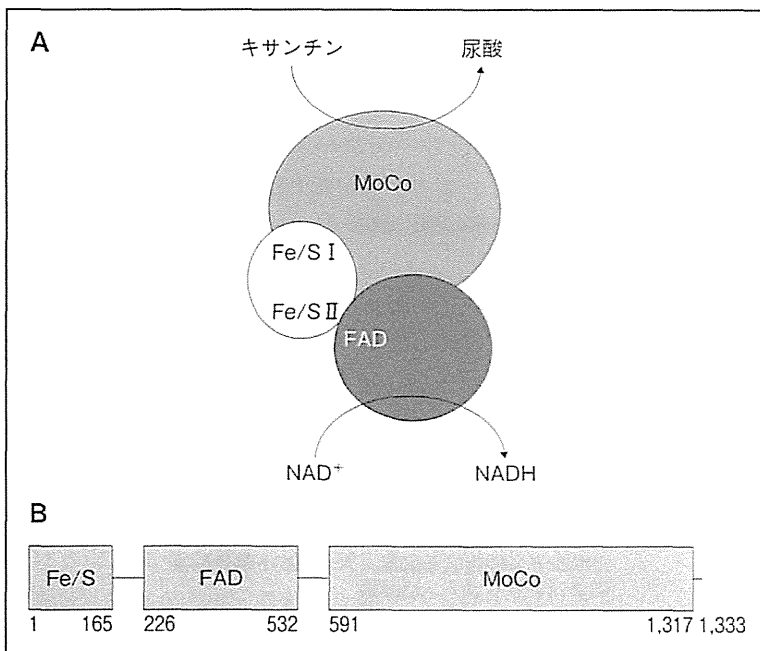 A
キサンチン 尿酸
MoCo
Fe/S I
Fe/S II
FAD
NAD+ NADH
B
Fe/S FAD MoCo
1 165 226 532 591 1,317 1,333